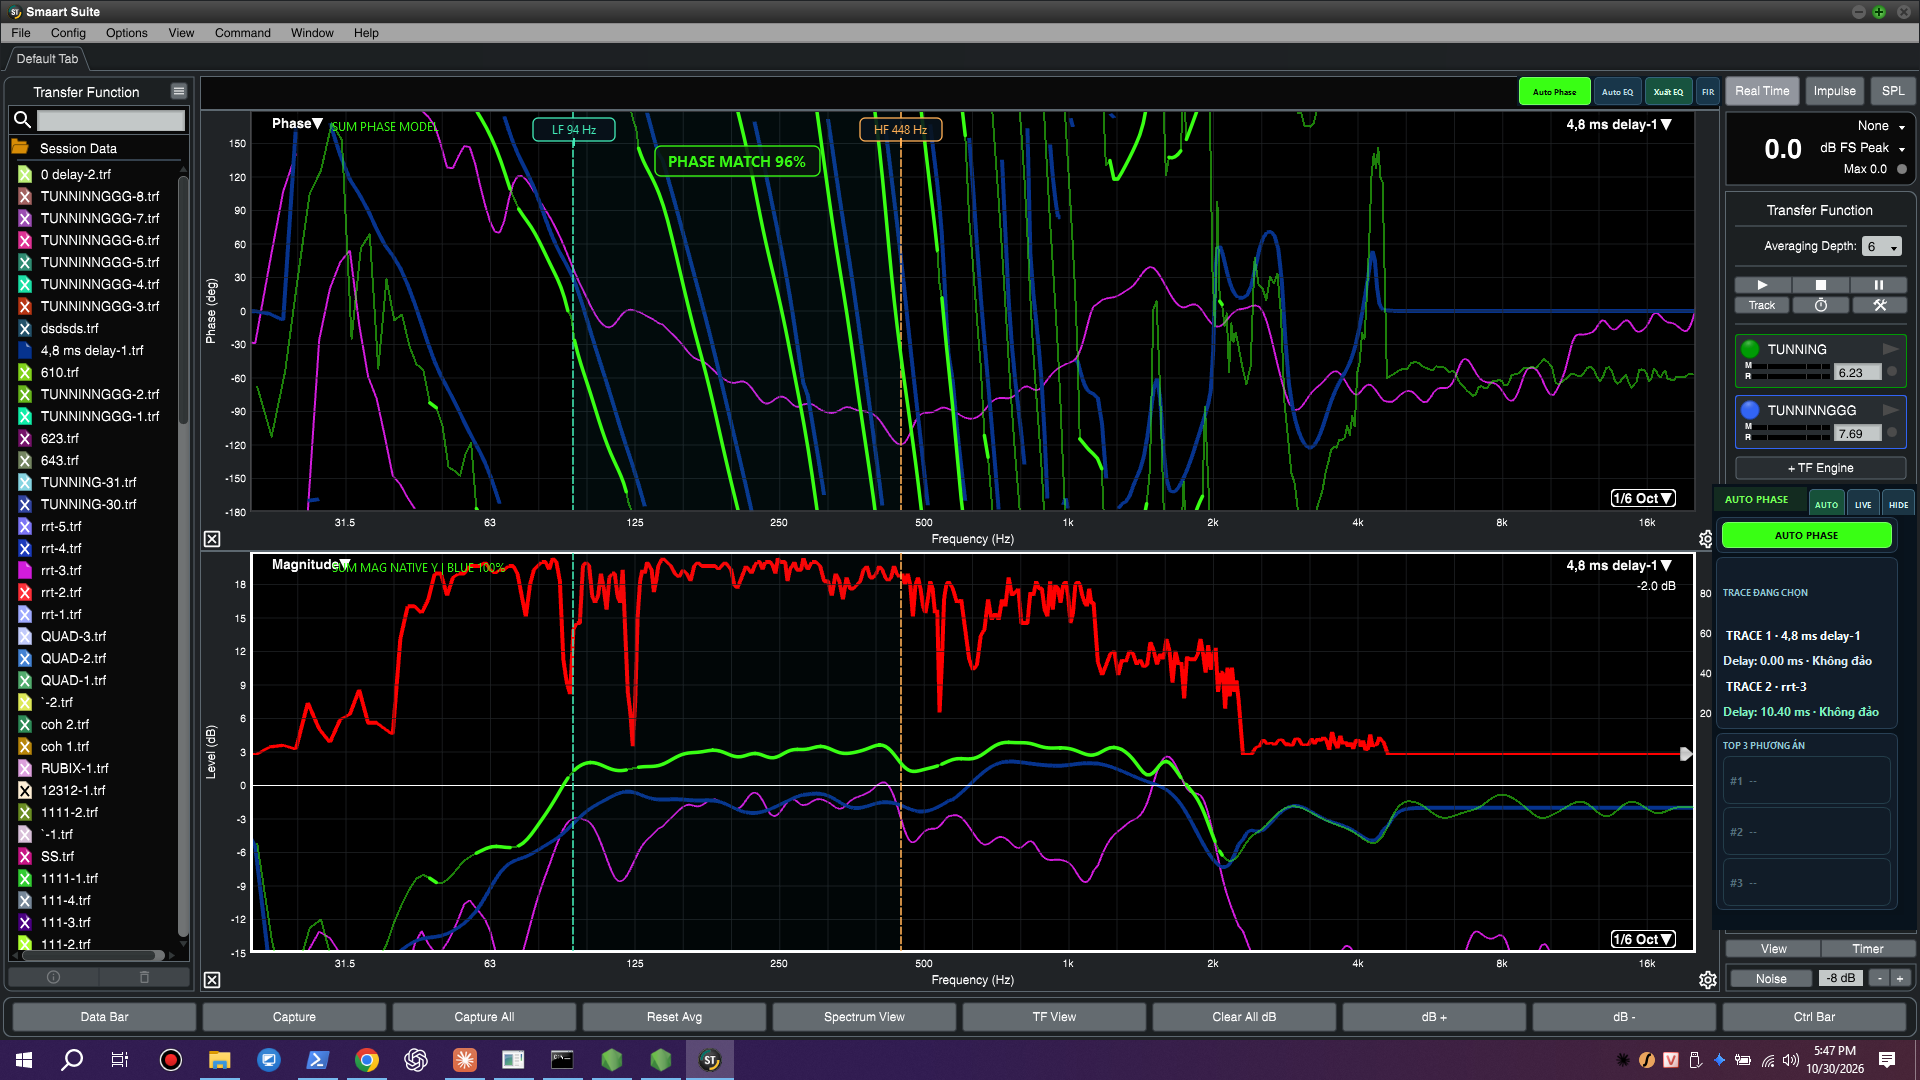 Smaart Suite
File Config Options View Command Window Help
Default Tab
Transfer Function
Session Data
0 delay-2.trf
TUNNINNGGG-8.trf
TUNNINNGGG-7.trf
TUNNINNGGG-6.trf
TUNNINNGGG-5.trf
TUNNINNGGG-4.trf
TUNNINNGGG-3.trf
dsdsds.trf
4,8 ms delay-1.trf
610.trf
TUNNINNGGG-2.trf
TUNNINNGGG-1.trf
623.trf
643.trf
TUNNING-31.trf
TUNNING-30.trf
rrt-5.trf
rrt-4.trf
rrt-3.trf
rrt-2.trf
rrt-1.trf
QUAD-3.trf
QUAD-2.trf
QUAD-1.trf
`-2.trf
coh 2.trf
coh 1.trf
RUBIX-1.trf
12312-1.trf
1111-2.trf
`-1.trf
SS.trf
1111-1.trf
111-4.trf
111-3.trf
111-2.trf
Auto Phase Auto EQ Xuất EQ FIR
Phase▼ SUM PHASE MODEL
LF 94 Hz
HF 448 Hz
4,8 ms delay-1▼
PHASE MATCH 96%
Phase (deg)
150
120
90
60
30
0
-30
-60
-90
-120
-150
-180
1/6 Oct▼
31.5 63 125 250 500 1k 2k 4k 8k 16k
Frequency (Hz)
Magnitude▼ SUM MAG NATIVE Y | BLUE 100%
4,8 ms delay-1▼
-2.0 dB
Level (dB)
18
15
12
9
6
3
0
-3
-6
-9
-12
-15
80
60
40
20
1/6 Oct▼
31.5 63 125 250 500 1k 2k 4k 8k 16k
Frequency (Hz)
Real Time Impulse SPL
None
0.0 dB FS Peak
Max 0.0
Transfer Function
Averaging Depth: 6
Track
TUNNING
M
R
6.23
TUNNINNGGG
M
R
7.69
+ TF Engine
AUTO PHASE AUTO LIVE HIDE
AUTO PHASE
TRACE ĐANG CHỌN
TRACE 1 · 4,8 ms delay-1
Delay: 0.00 ms · Không đảo
TRACE 2 · rrt-3
Delay: 10.40 ms · Không đảo
TOP 3 PHƯƠNG ÁN
#1 --
#2 --
#3 --
View Timer
Noise -8 dB - +
Data Bar Capture Capture All Reset Avg Spectrum View TF View Clear All dB dB + dB - Ctrl Bar
ST
V
5:47 PM
10/30/2026